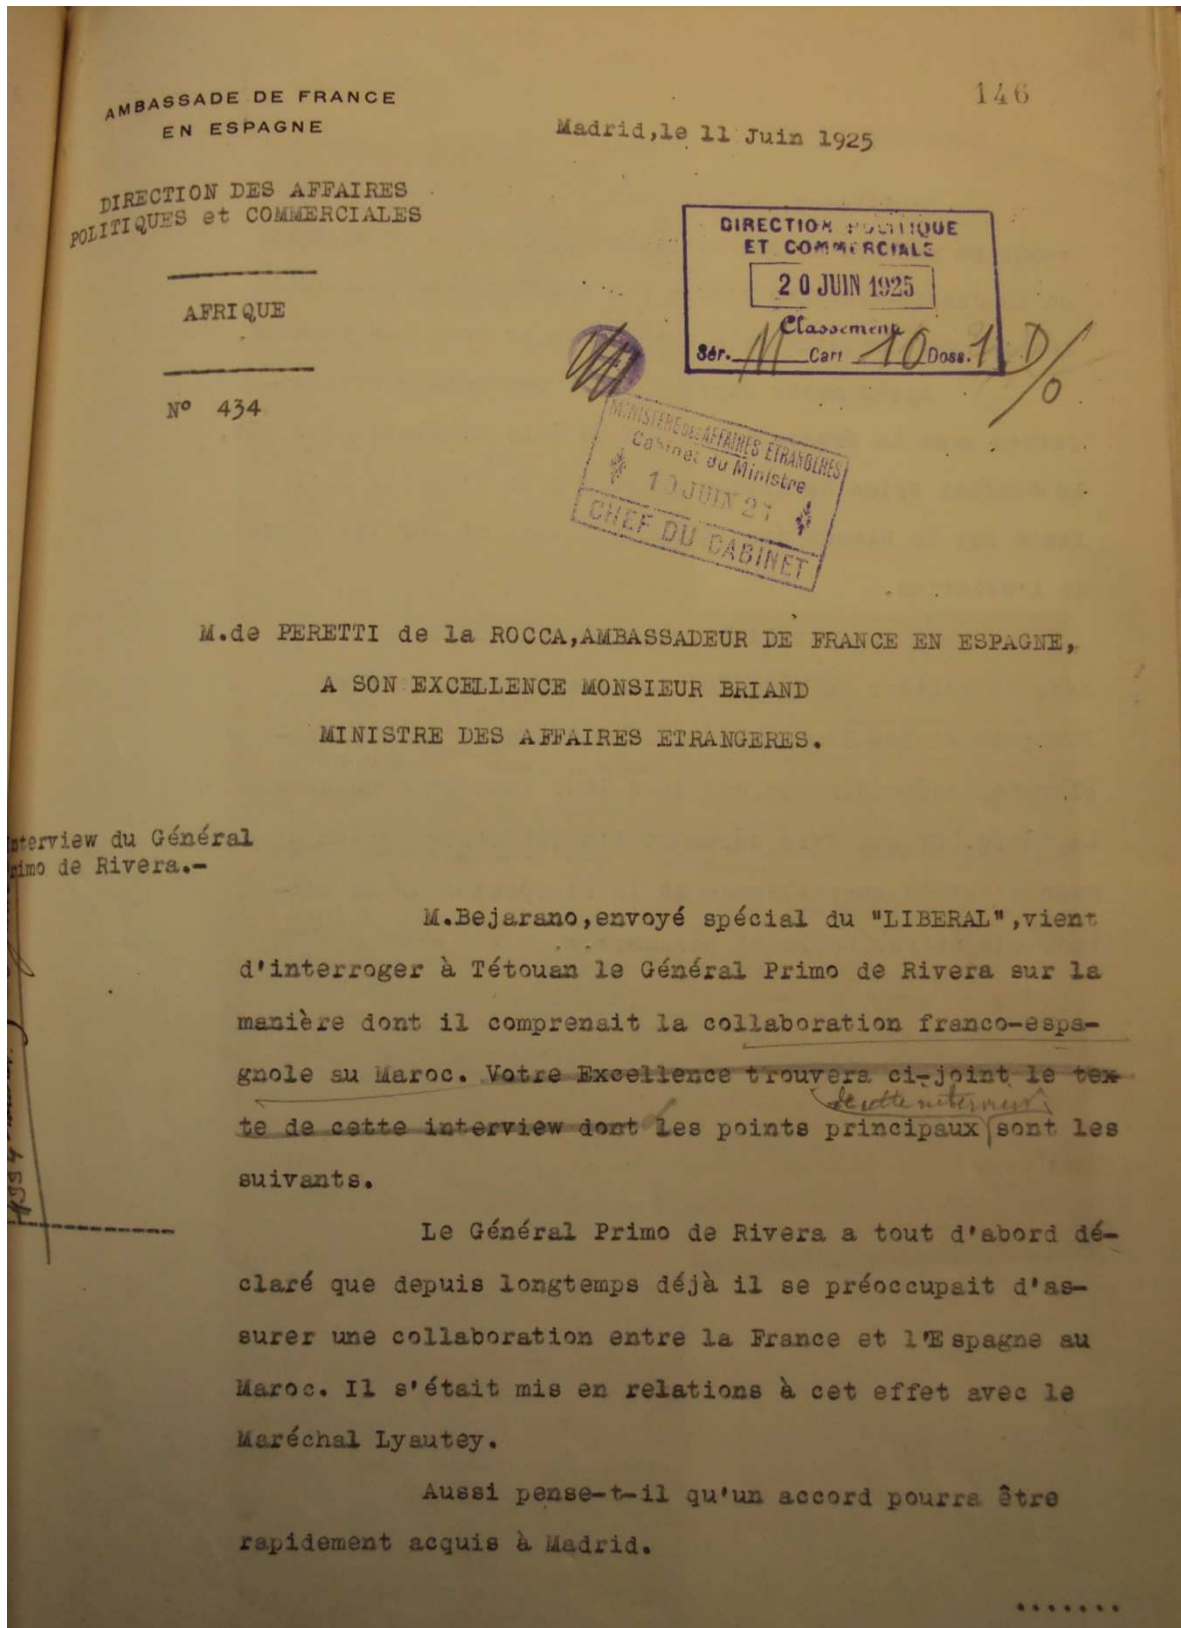 146
AMBASSADE DE FRANCE
EN ESPAGNE
Madrid,le 11 Juin 1925
DIRECTION DES AFFAIRES
POLITIQUES et COMMERCIALES
AFRIQUE
N° 434
DIRECTION POLITIQUE
ET COMMERCIALE
20 JUIN 1925
Classement
Sér. M Cart 10 Doss. 1 D/o
MINISTERE DES AFFAIRES ETRANGERES
Cabinet du Ministre
JUIN
CHEF DU CABINET
M.de PERETTI de la ROCCA,AMBASSADEUR DE FRANCE EN ESPAGNE,
A SON EXCELLENCE MONSIEUR BRIAND
MINISTRE DES AFFAIRES ETRANGERES.
nterview du Général
rimo de Rivera.-
M.Bejarano,envoyé spécial du "LIBERAL",vient
d'interroger à Tétouan le Général Primo de Rivera sur la
manière dont il comprenait la collaboration franco-espa-
gnole au Maroc. Votre Excellence trouvera ci-joint le tex-
de cette interview
te de cette interview dont les points principaux sont les
suivants.
Le Général Primo de Rivera a tout d'abord dé-
claré que depuis longtemps déjà il se préoccupait d'as-
surer une collaboration entre la France et l'Espagne au
Maroc. Il s'était mis en relations à cet effet avec le
Maréchal Lyautey.
Aussi pense-t-il qu'un accord pourra être
rapidement acquis à Madrid.
.......